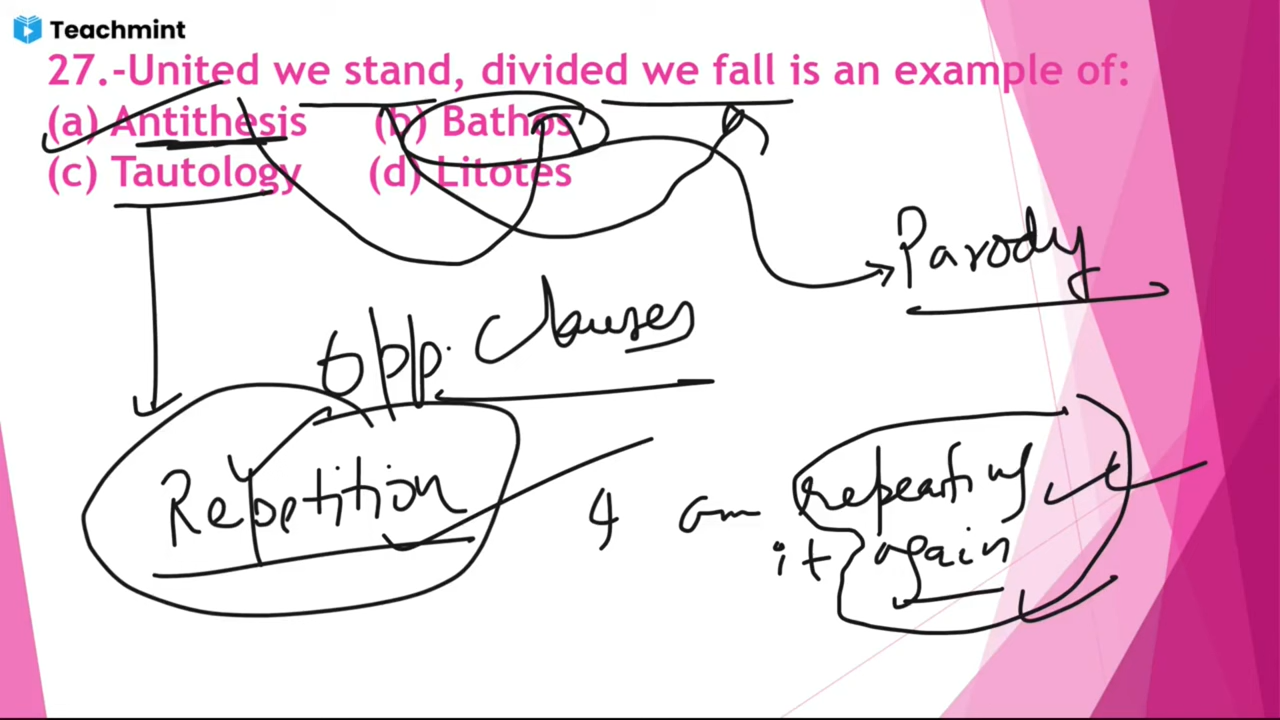 Teachmint
27.-United we stand, divided we fall is an example of:
(a) Antithesis (b) Bathos
(c) Tautology (d) Litotes
Parody
Opp. Clauses
Repetition
I am repeating
it again